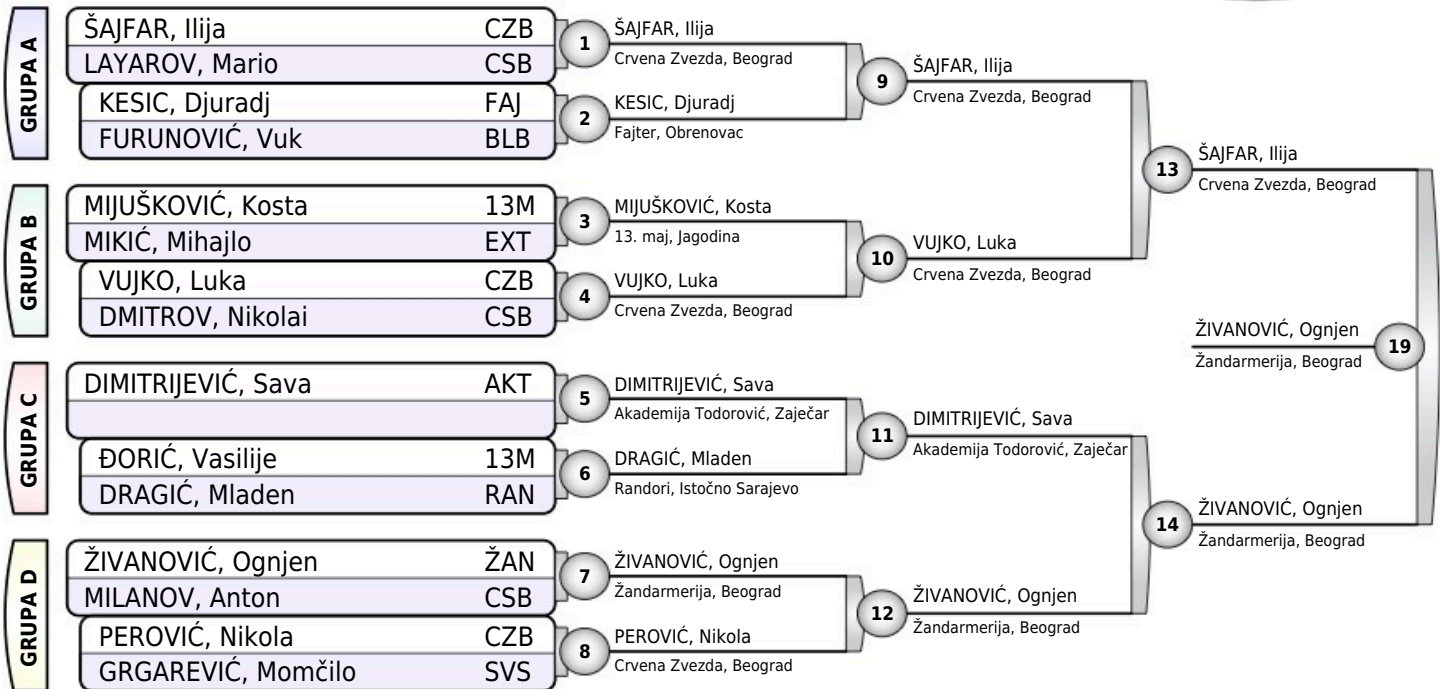 GRUPA A
ŠAJFAR, Ilija CZB
LAYAROV, Mario CSB
KESIC, Djuradj FAJ
FURUNOVIĆ, Vuk BLB
GRUPA B
MIJUŠKOVIĆ, Kosta 13M
MIKIĆ, Mihajlo EXT
VUJKO, Luka CZB
DMITROV, Nikolai CSB
GRUPA C
DIMITRIJEVIĆ, Sava AKT
ĐORIĆ, Vasilije 13M
DRAGIĆ, Mladen RAN
GRUPA D
ŽIVANOVIĆ, Ognjen ŽAN
MILANOV, Anton CSB
PEROVIĆ, Nikola CZB
GRGAREVIĆ, Momčilo SVS
1
ŠAJFAR, Ilija
Crvena Zvezda, Beograd
2
KESIC, Djuradj
Fajter, Obrenovac
3
MIJUŠKOVIĆ, Kosta
13. maj, Jagodina
4
VUJKO, Luka
Crvena Zvezda, Beograd
5
DIMITRIJEVIĆ, Sava
Akademija Todorović, Zaječar
6
DRAGIĆ, Mladen
Randori, Istočno Sarajevo
7
ŽIVANOVIĆ, Ognjen
Žandarmerija, Beograd
8
PEROVIĆ, Nikola
Crvena Zvezda, Beograd
9
ŠAJFAR, Ilija
Crvena Zvezda, Beograd
10
VUJKO, Luka
Crvena Zvezda, Beograd
11
DIMITRIJEVIĆ, Sava
Akademija Todorović, Zaječar
12
ŽIVANOVIĆ, Ognjen
Žandarmerija, Beograd
13
ŠAJFAR, Ilija
Crvena Zvezda, Beograd
14
ŽIVANOVIĆ, Ognjen
Žandarmerija, Beograd
ŽIVANOVIĆ, Ognjen
Žandarmerija, Beograd
19